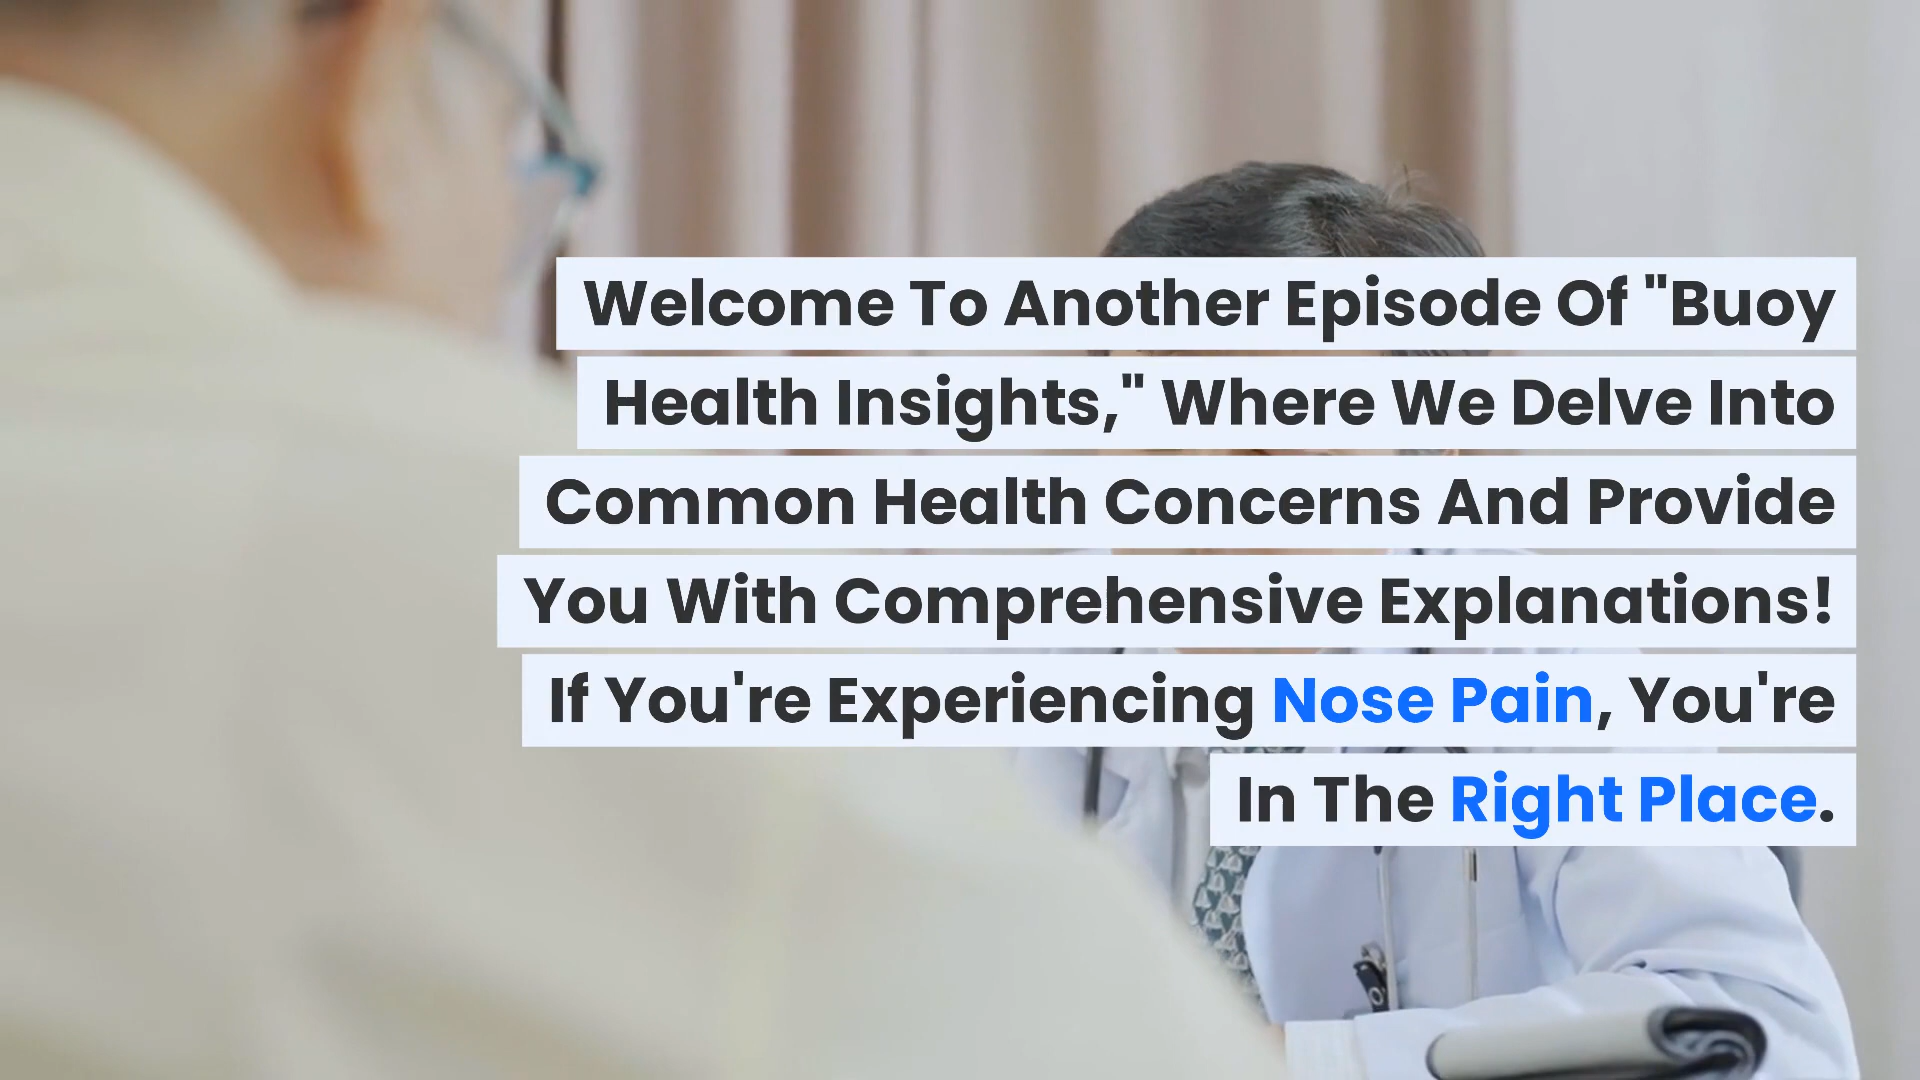 Welcome To Another Episode Of "Buoy
Health Insights," Where We Delve Into
Common Health Concerns And Provide
You With Comprehensive Explanations!
If You're Experiencing Nose Pain, You're
In The Right Place.